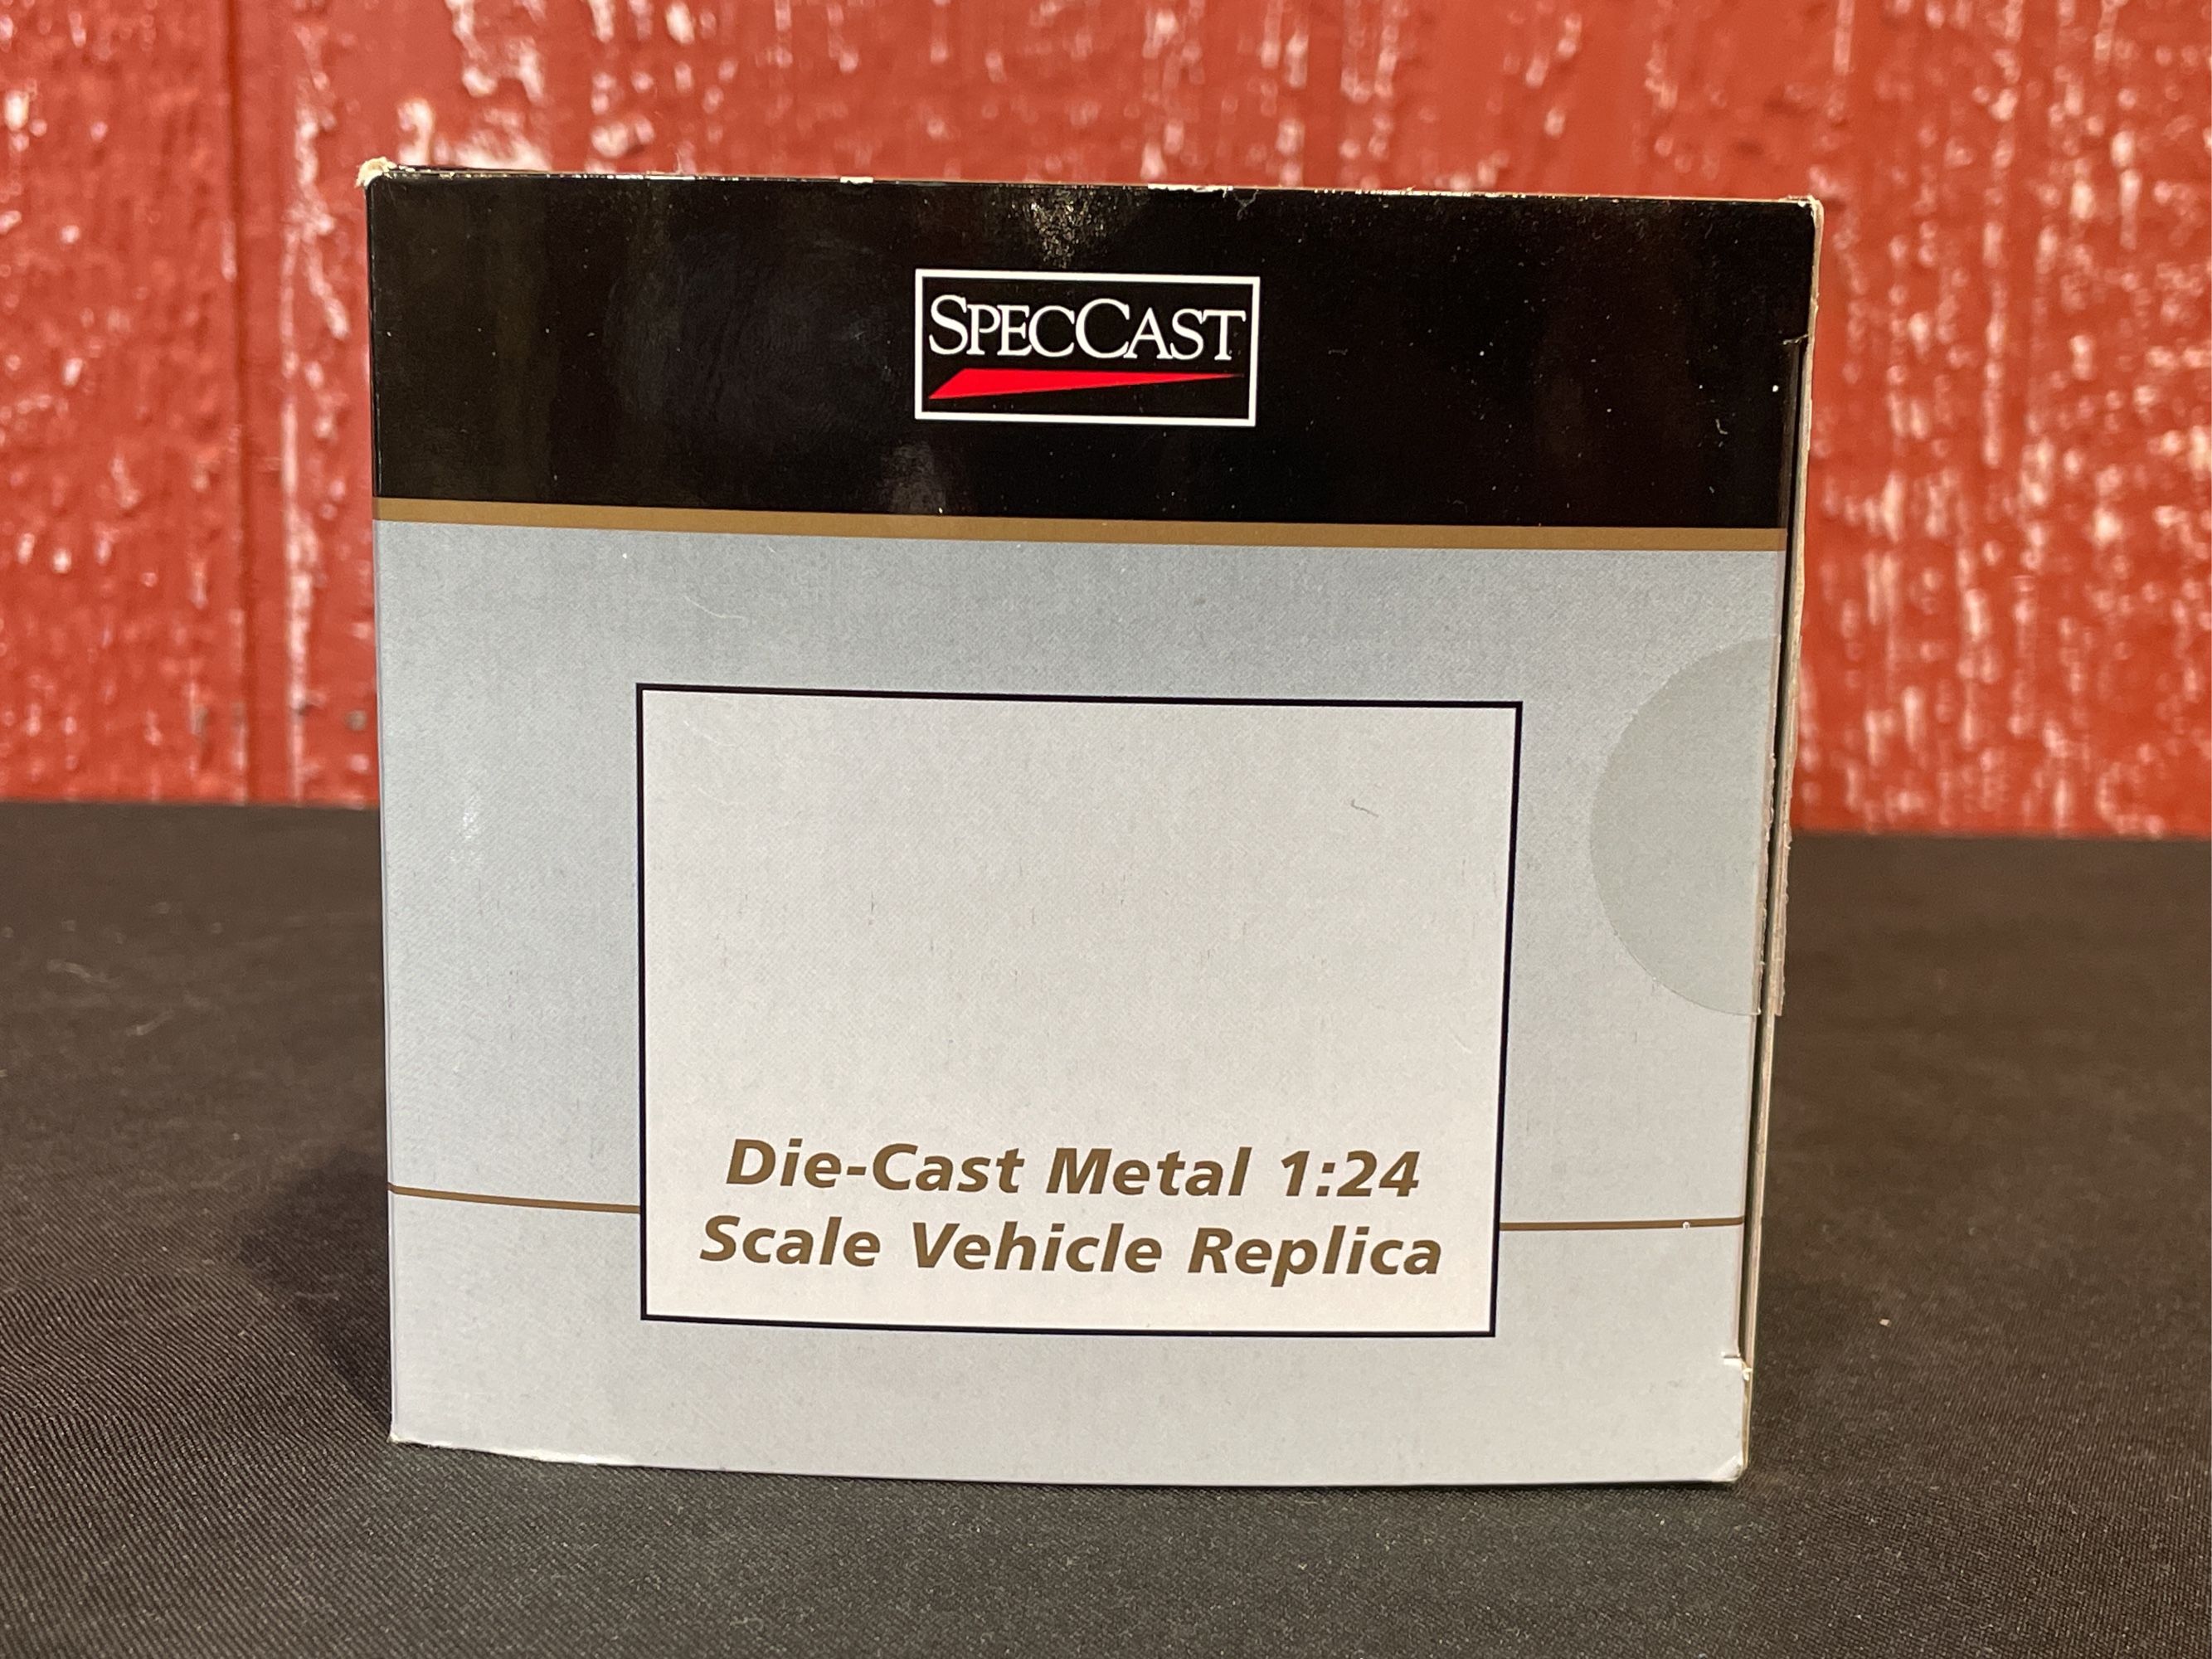 SPECCAST
Die-Cast Metal 1:24
Scale Vehicle Replica